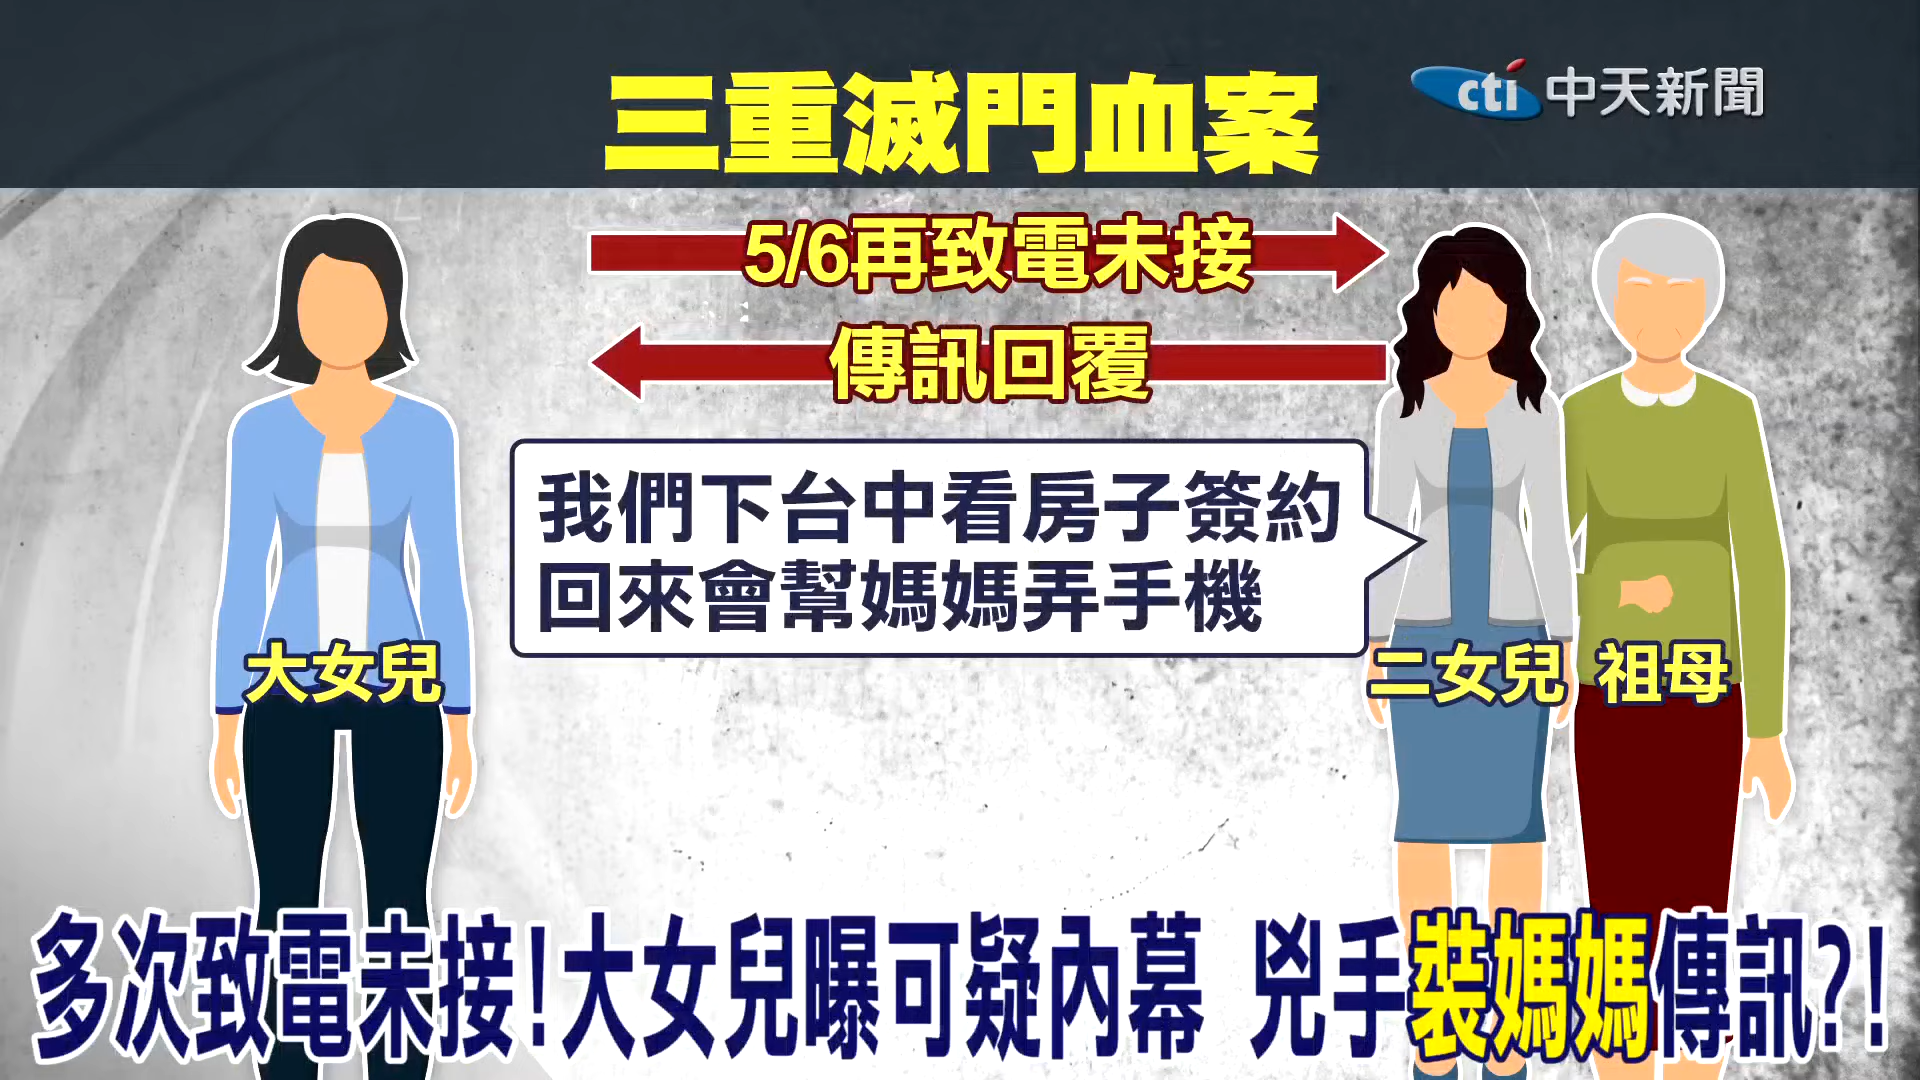 三重滅門血案
cti 中天新聞
5/6再致電未接
傳訊回覆
我們下台中看房子簽約
回來會幫媽媽弄手機
大女兒
二女兒 祖母
多次致電未接!大女兒曝可疑內幕 兇手裝媽媽傳訊?!